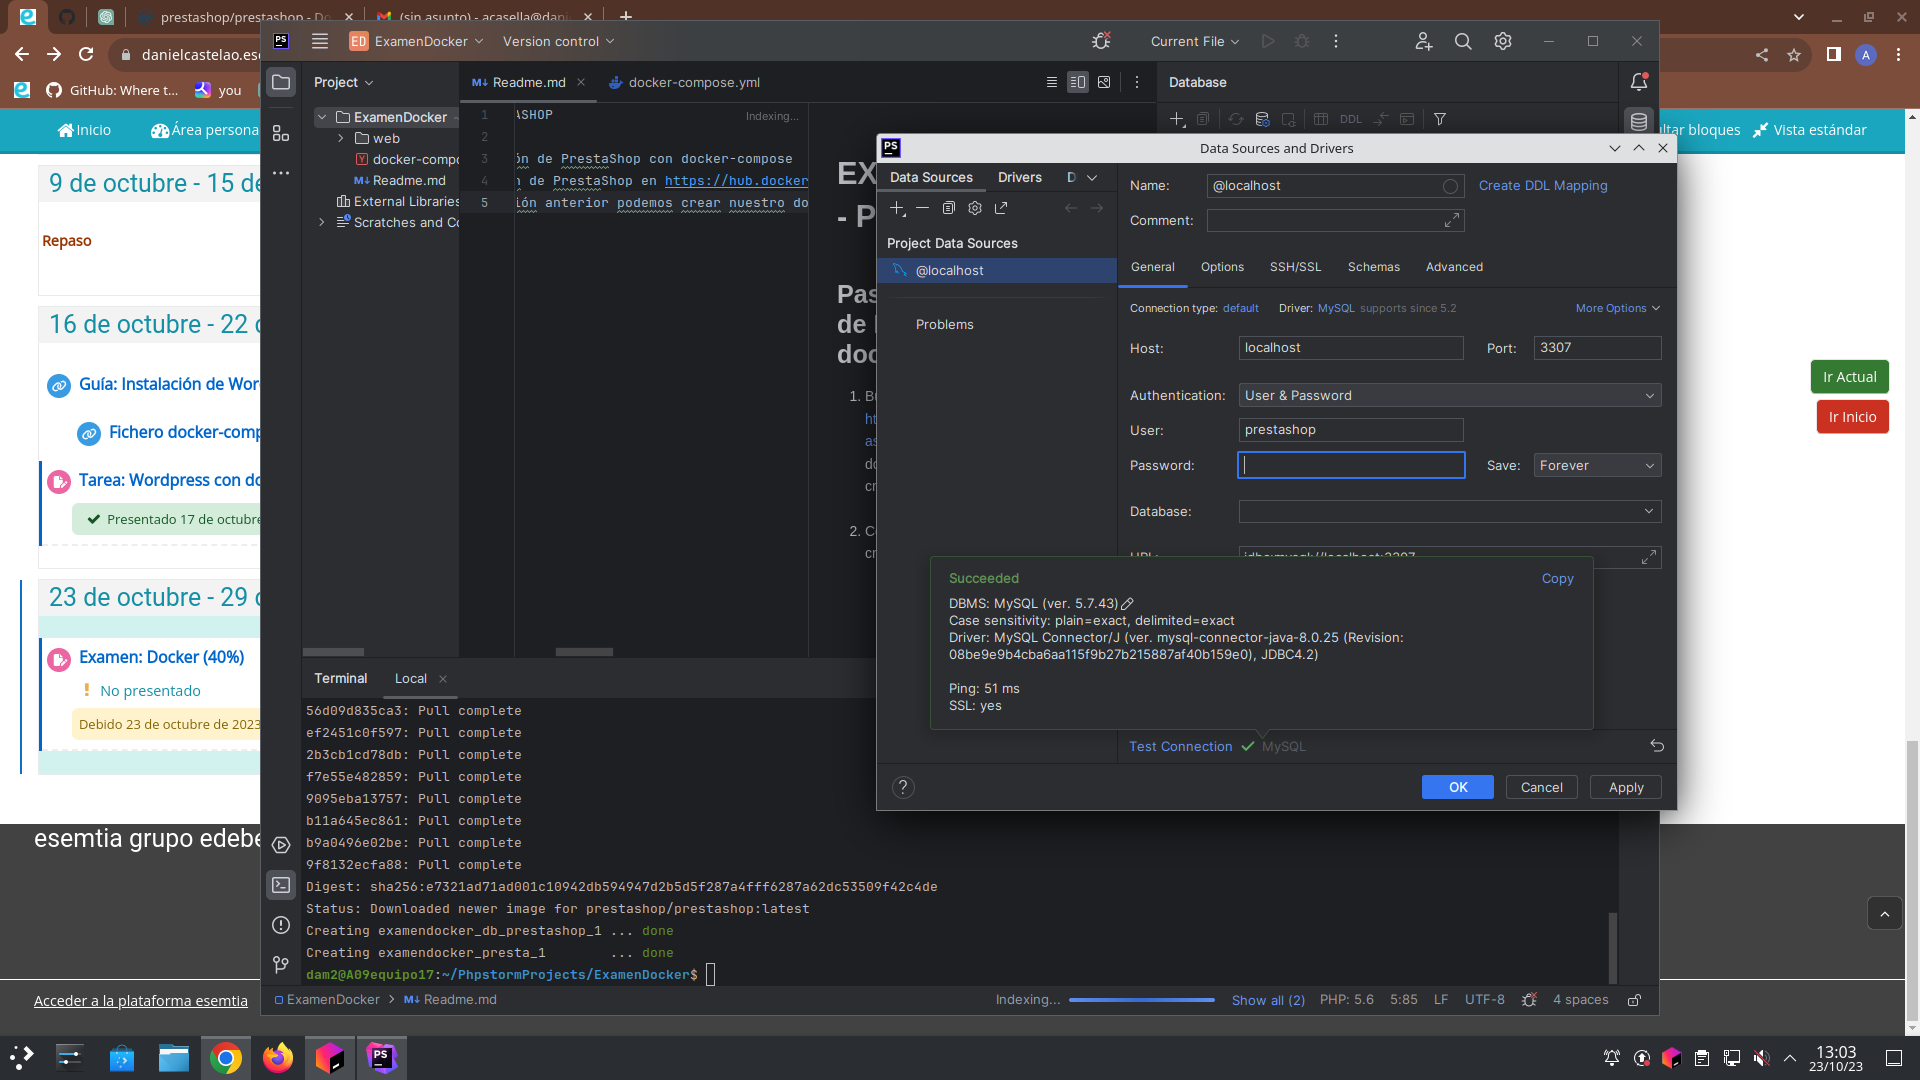 prestashop/prestashop - Do
(sin asunto) - acasella@dani
danielcastelao.es
GitHub: Where t...
you
A
Inicio
Área persona
ltar bloques
Vista estándar
9 de octubre - 15 de
Repaso
16 de octubre - 22 
Guía: Instalación de Wor
Fichero docker-comp
Tarea: Wordpress con do
Presentado 17 de octubre
23 de octubre - 29 
Examen: Docker (40%)
No presentado
Debido 23 de octubre de 2023
esemtia grupo edebé
Acceder a la plataforma esemtia
Ir Actual
Ir Inicio
PS
ED ExamenDocker
Version control
Current File
Project
ExamenDocker
web
docker-compo
Readme.md
External Libraries
Scratches and Co
Readme.md
docker-compose.yml
1
2
3
4
5
ASHOP
Indexing...
ón de PrestaShop con docker-compose
n de PrestaShop en https://hub.docker
ión anterior podemos crear nuestro do
EX
- P
Pas
de 
doc
1. B
ht
as
do
cr
2. C
cr
Database
DDL
PS
Data Sources and Drivers
Data Sources
Drivers
D
Project Data Sources
@localhost
Problems
Name:
@localhost
Create DDL Mapping
Comment:
General
Options
SSH/SSL
Schemas
Advanced
Connection type: default
Driver: MySQL supports since 5.2
More Options
Host:
localhost
Port:
3307
Authentication:
User & Password
User:
prestashop
Password:
Save:
Forever
Database:
URL:
jdbc:mysql://localhost:3307
Succeeded
Copy
DBMS: MySQL (ver. 5.7.43)
Case sensitivity: plain=exact, delimited=exact
Driver: MySQL Connector/J (ver. mysql-connector-java-8.0.25 (Revision:
08be9e9b4cba6aa115f9b27b215887af40b159e0), JDBC4.2)
Ping: 51 ms
SSL: yes
Test Connection
MySQL
?
OK
Cancel
Apply
Terminal
Local
56d09d835ca3: Pull complete
ef2451c0f597: Pull complete
2b3cb1cd78db: Pull complete
f7e55e482859: Pull complete
9095eba13757: Pull complete
b11a645ec861: Pull complete
b9a0496e02be: Pull complete
9f8132ecfa88: Pull complete
Digest: sha256:e7321ad71ad001c10942db594947d2b5d5f287a4fff6287a62dc53509f42c4de
Status: Downloaded newer image for prestashop/prestashop:latest
Creating examendocker_db_prestashop_1 ... done
Creating examendocker_presta_1 ... done
dam2@A09equipo17:~/PhpstormProjects/ExamenDocker$
ExamenDocker
Readme.md
Indexing...
Show all (2)
PHP: 5.6
5:85
LF
UTF-8
4 spaces
PS
13:03
23/10/23